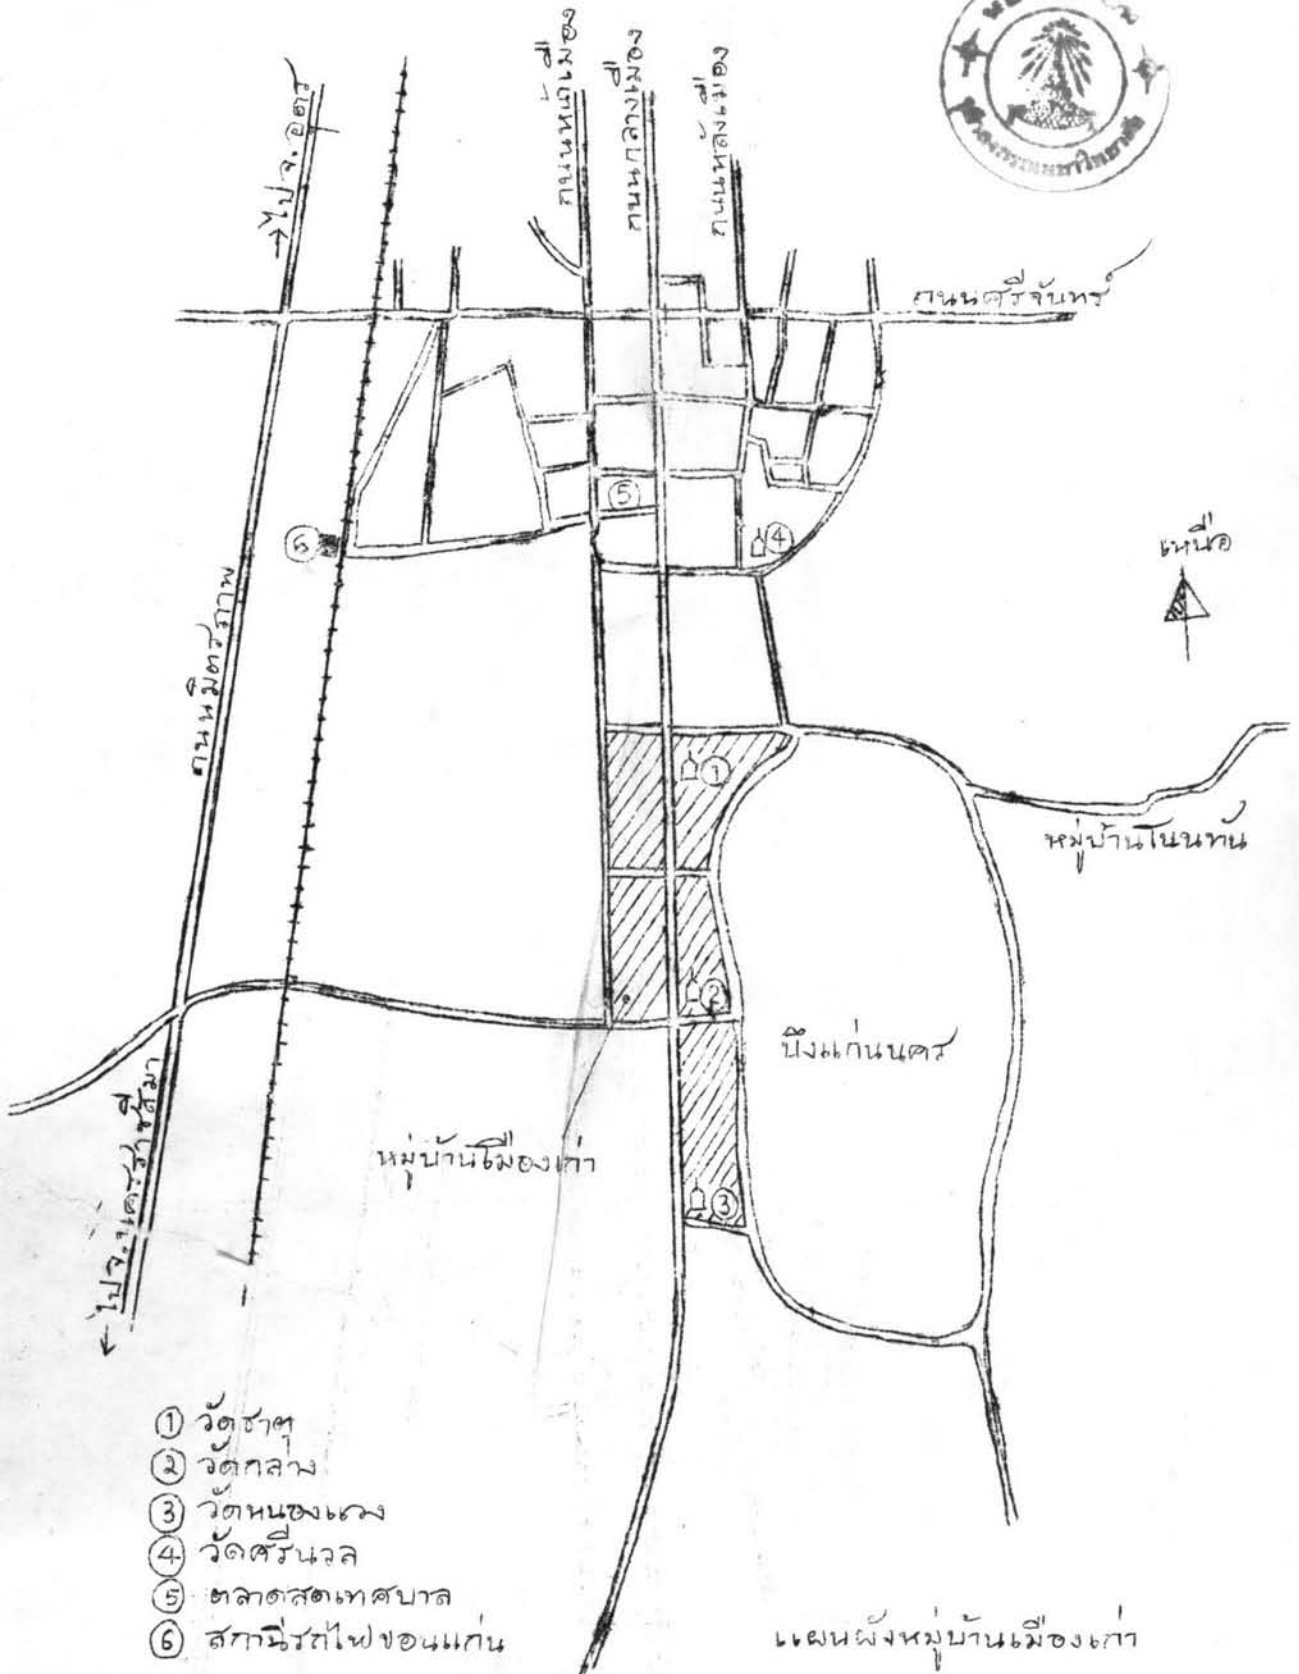 ถนนหน้าเมือง
ถนนกลางเมือง
ถนนหลังเมือง
→ไป จ.อุดร
ถนนศรีจันทร์
⑤
④
เหนือ
ถนนมิตรภาพ
①
หมู่บ้านโนนทัน
②
บึงแก่นนคร
หมู่บ้านเมืองเก่า
③
←ไป จ.นครราชสีมา
① วัดธาตุ
② วัดกลาง
③ วัดหนองแวง
④ วัดศรีนวล
⑤ ตลาดสดเทศบาล
⑥ สถานีรถไฟขอนแก่น
แผนผังหมู่บ้านเมืองเก่า